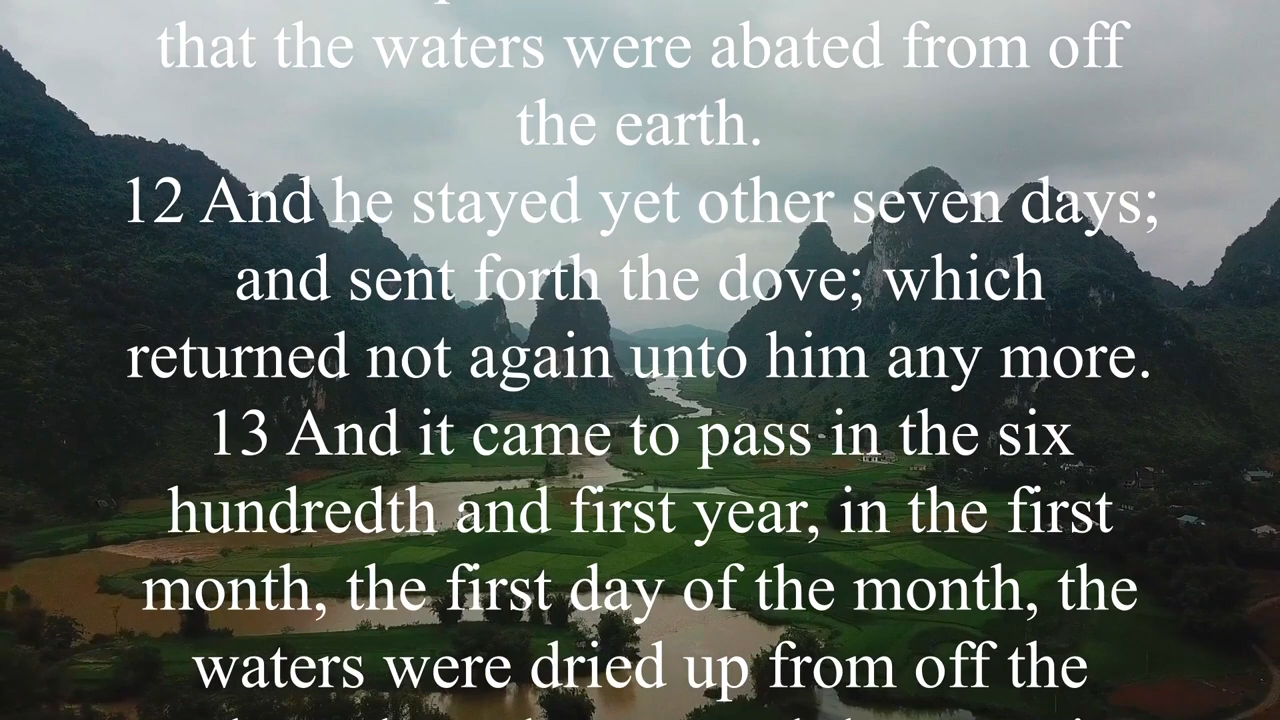 that the waters were abated from off
the earth.
12 And he stayed yet other seven days;
and sent forth the dove; which
returned not again unto him any more.
13 And it came to pass in the six
hundredth and first year, in the first
month, the first day of the month, the
waters were dried up from off the